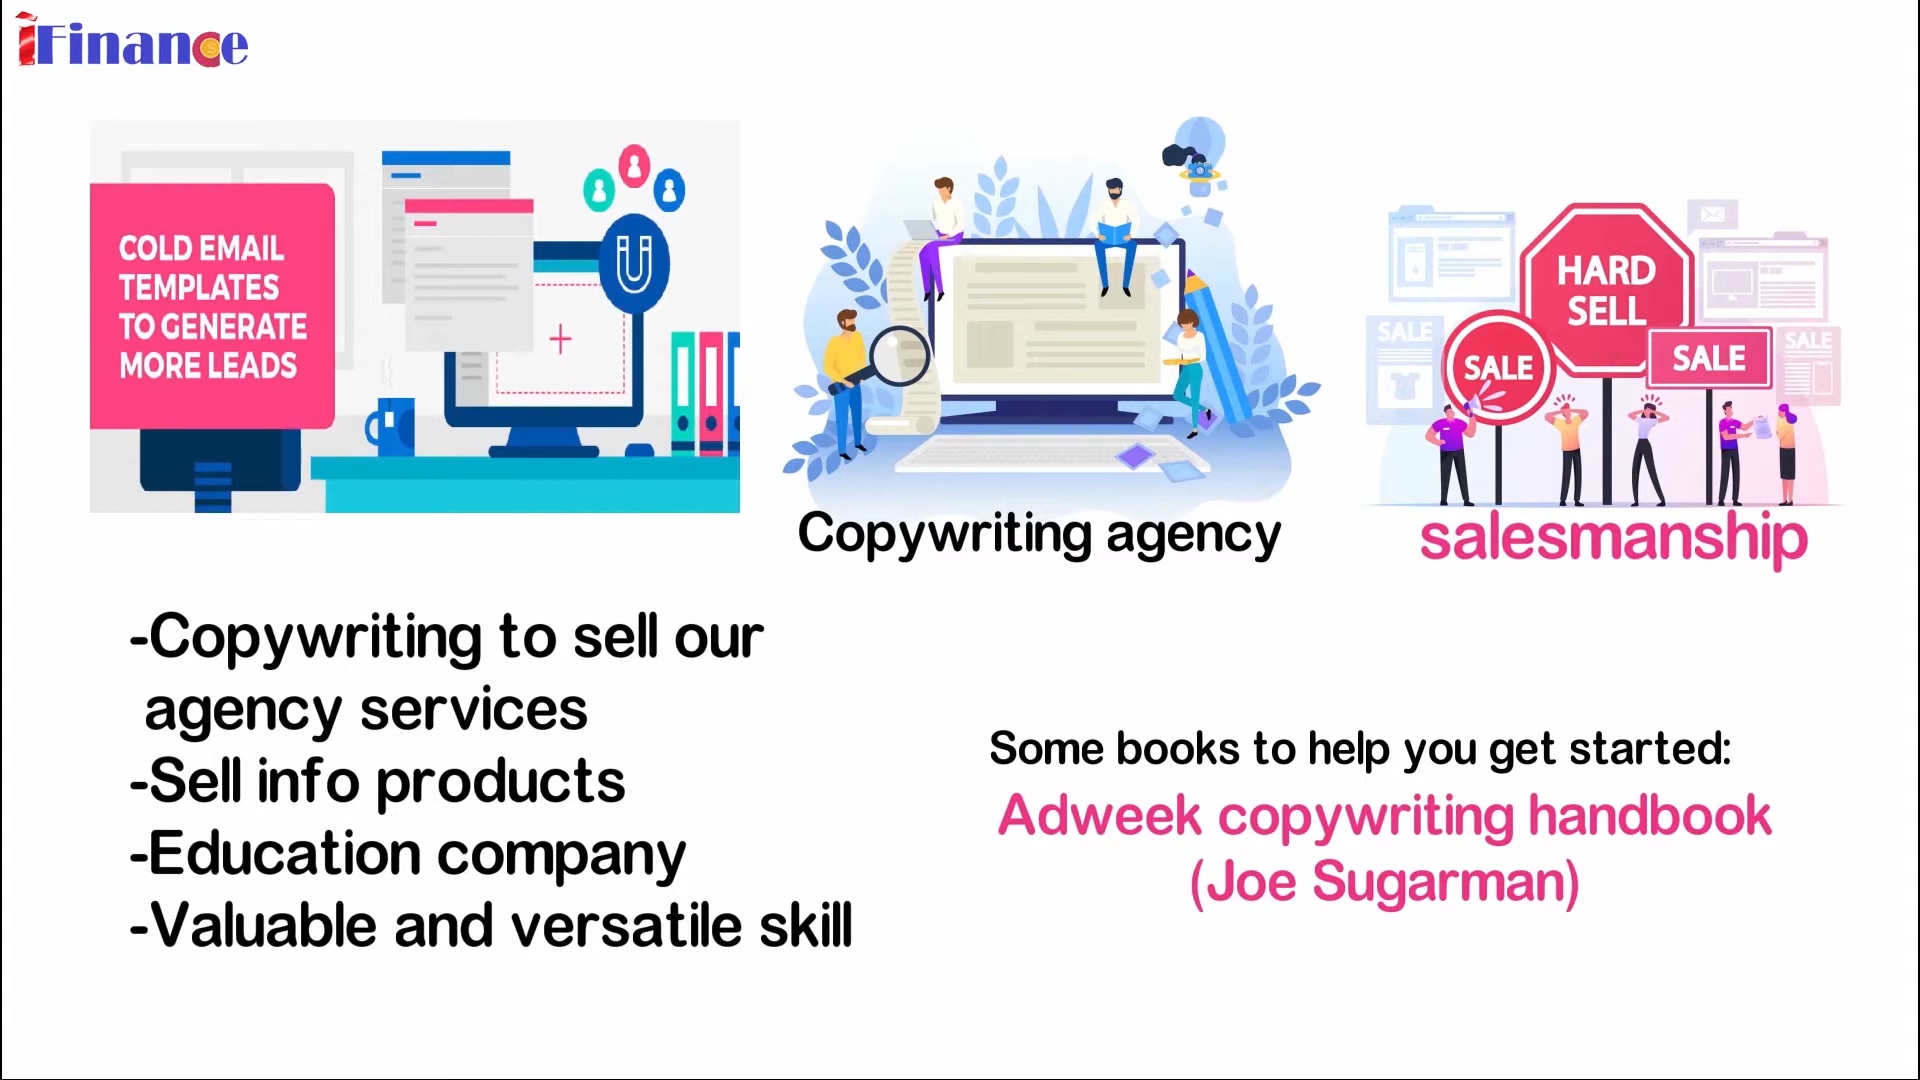 iFinance
COLD EMAIL
TEMPLATES
TO GENERATE
MORE LEADS
HARD
SELL
SALE
SALE
SALE
SALE
Copywriting agency
salesmanship
-Copywriting to sell our
agency services
-Sell info products
-Education company
-Valuable and versatile skill
Some books to help you get started:
Adweek copywriting handbook
(Joe Sugarman)